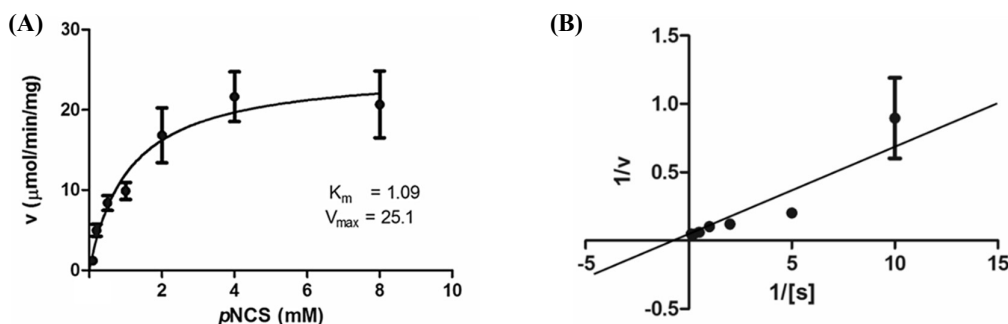 (A)
30
20
10
0
v (μmol/min/mg)
Km = 1.09
Vmax = 25.1
0 2 4 6 8 10
pNCS (mM)
(B)
1.5
1.0
0.5
-0.5
1/v
-5 5 10 15
1/[s]